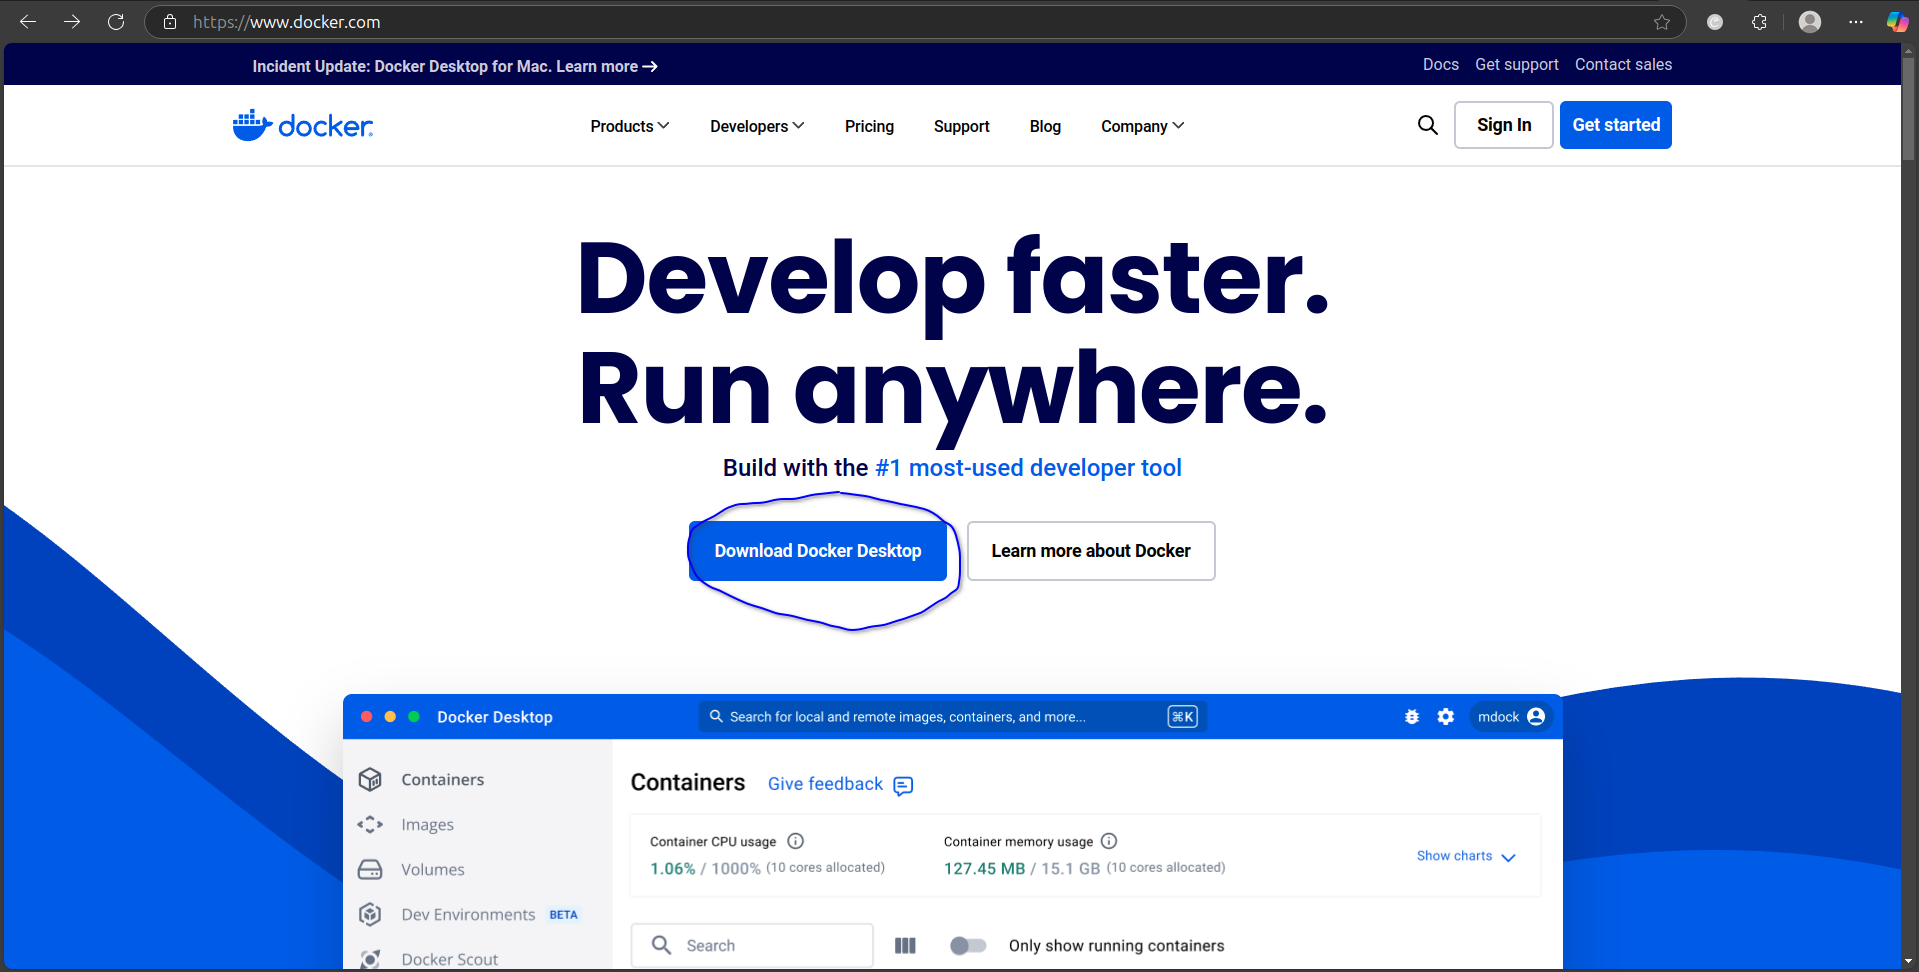 https://www.docker.com
Incident Update: Docker Desktop for Mac. Learn more →
Docs Get support Contact sales
docker
Products Developers Pricing Support Blog Company
Sign In Get started
Develop faster.
Run anywhere.
Build with the #1 most-used developer tool
Download Docker Desktop Learn more about Docker
Docker Desktop
Search for local and remote images, containers, and more...
⌘K
mdock
Containers
Images
Volumes
Dev Environments BETA
Docker Scout
Containers Give feedback
Container CPU usage
1.06% / 1000% (10 cores allocated)
Container memory usage
127.45 MB / 15.1 GB (10 cores allocated)
Show charts
Search
Only show running containers